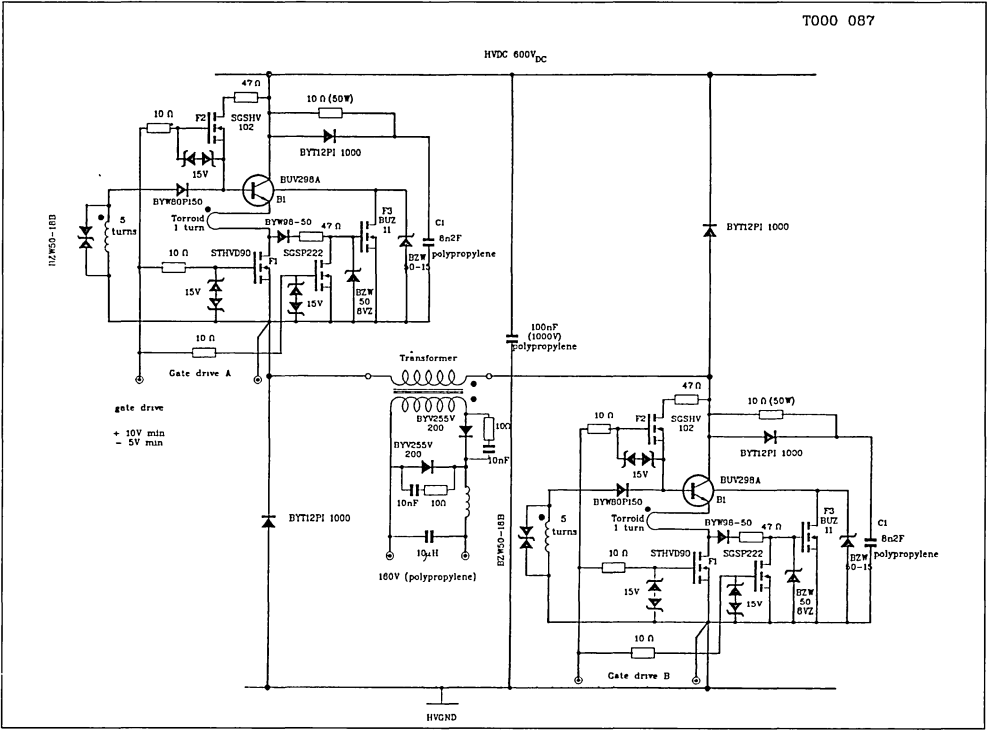 T000 087
HVDC 600V DC
47 Ω
10 Ω (50W)
10 Ω
F2
SGSHV
102
BYT12PI 1000
15V
BUV298A
BYW80P150
B1
BZW50-18B
5
turns
Torroid
1 turn
BYW98-50
47 Ω
F3
BUZ
11
C1
8n2F
polypropylene
BYT12PI 1000
10 Ω
STHVD90
F1
SGSP222
BZW
50-15
15V
15V
BZW
50
6VZ
10 Ω
100nF
(1000V)
polypropylene
Gate drive A
Transformer
gate drive
+ 10V min
- 5V min
BYV255V
200
10Ω
BYV255V
200
10nF
10nF
10Ω
BYT12PI 1000
10μH
160V (polypropylene)
47 Ω
10 Ω (50W)
10 Ω
F2
SGSHV
102
BYT12PI 1000
15V
BUV298A
BYW80P150
B1
BZW50-18B
5
turns
Torroid
1 turn
BYW98-50
47 Ω
F3
BUZ
11
C1
8n2F
polypropylene
10 Ω
STHVD90
F1
SGSP222
BZW
50-15
15V
15V
BZW
50
6VZ
10 Ω
Gate drive B
HVGND